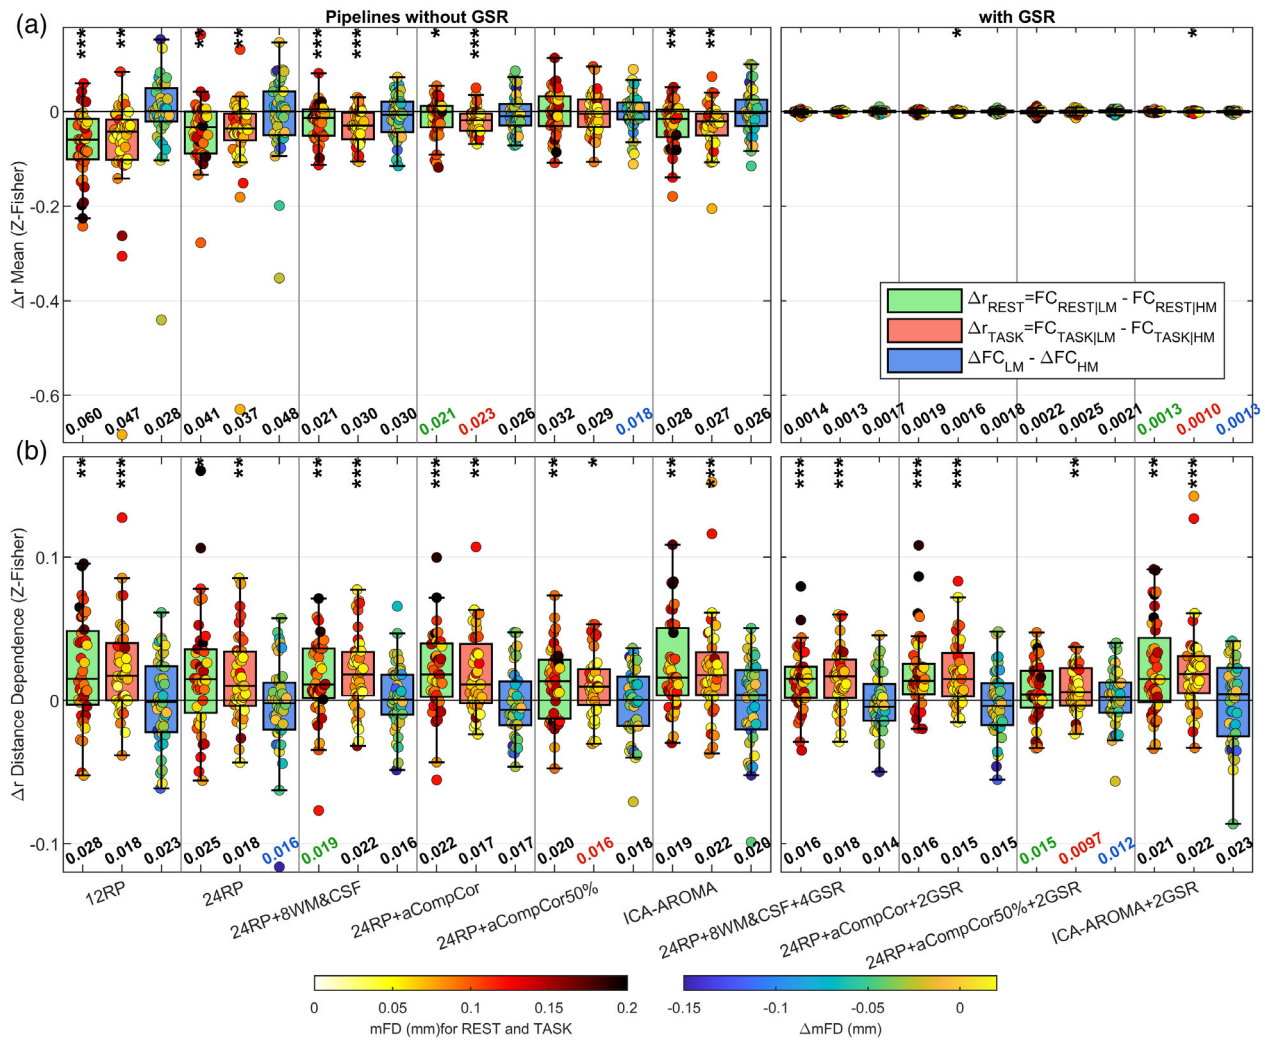 (a)
Pipelines without GSR
with GSR
*** ** ** ** *** *** * *** ** ** * *
0
-0.2
-0.4
-0.6
Δr Mean (Z-Fisher)
Δr_REST=FC_REST|LM - FC_REST|HM
Δr_TASK=FC_TASK|LM - FC_TASK|HM
ΔFC_LM - ΔFC_HM
0.060 0.047 0.028 0.041 0.037 0.048 0.021 0.030 0.030 0.021 0.023 0.026 0.032 0.029 0.018 0.028 0.027 0.026 0.0014 0.0013 0.0017 0.0019 0.0016 0.0018 0.0022 0.0025 0.0021 0.0013 0.0010 0.0013
(b)
** *** * ** ** *** *** ** ** * ** *** *** *** *** *** ** ** ***
0.1
0
-0.1
Δr Distance Dependence (Z-Fisher)
0.028 0.018 0.023 0.025 0.018 0.016 0.019 0.022 0.016 0.022 0.017 0.017 0.020 0.016 0.018 0.019 0.022 0.020 0.016 0.018 0.014 0.016 0.015 0.015 0.015 0.0097 0.012 0.021 0.022 0.023
12RP
24RP
24RP+8WM&CSF
24RP+aCompCor
24RP+aCompCor50%
ICA-AROMA
24RP+8WM&CSF+4GSR
24RP+aCompCor+2GSR
24RP+aCompCor50%+2GSR
ICA-AROMA+2GSR
0 0.05 0.1 0.15 0.2
mFD (mm)for REST and TASK
-0.15 -0.1 -0.05 0
ΔmFD (mm)